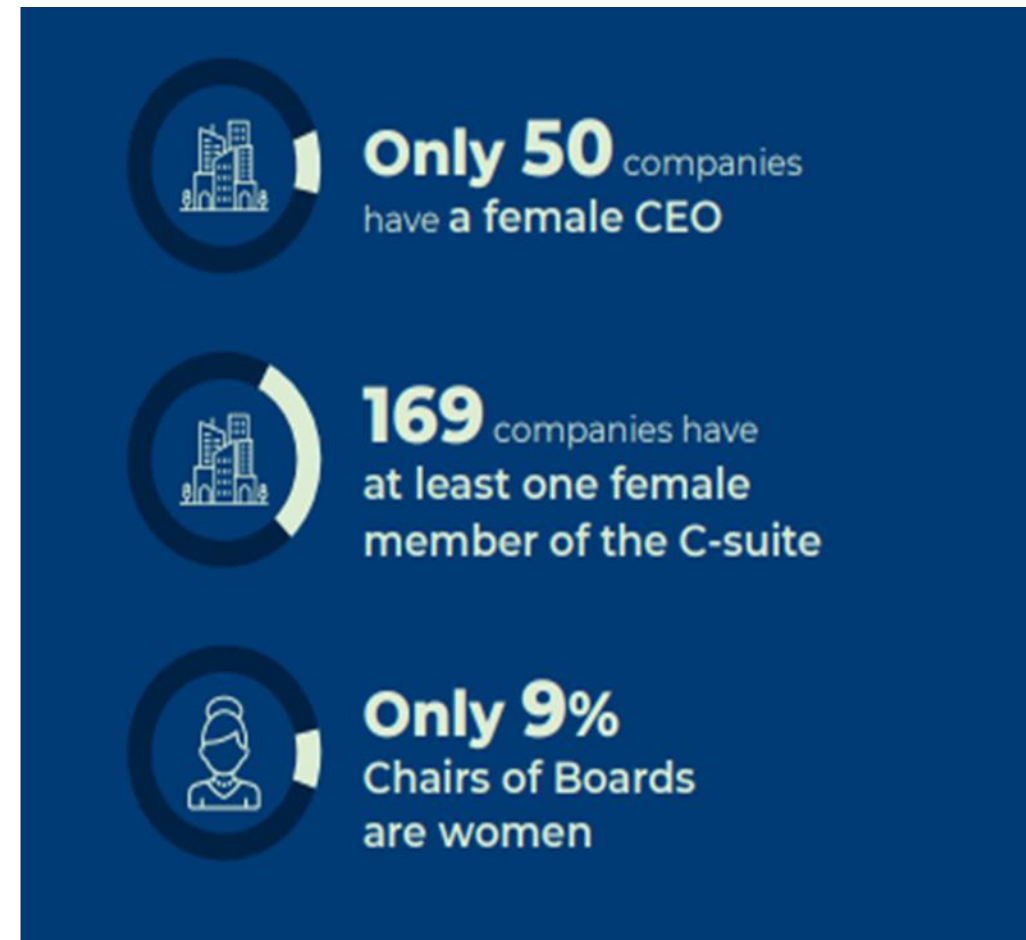 Only 50 companies
have a female CEO
169 companies have
at least one female
member of the C-suite
Only 9%
Chairs of Boards
are women